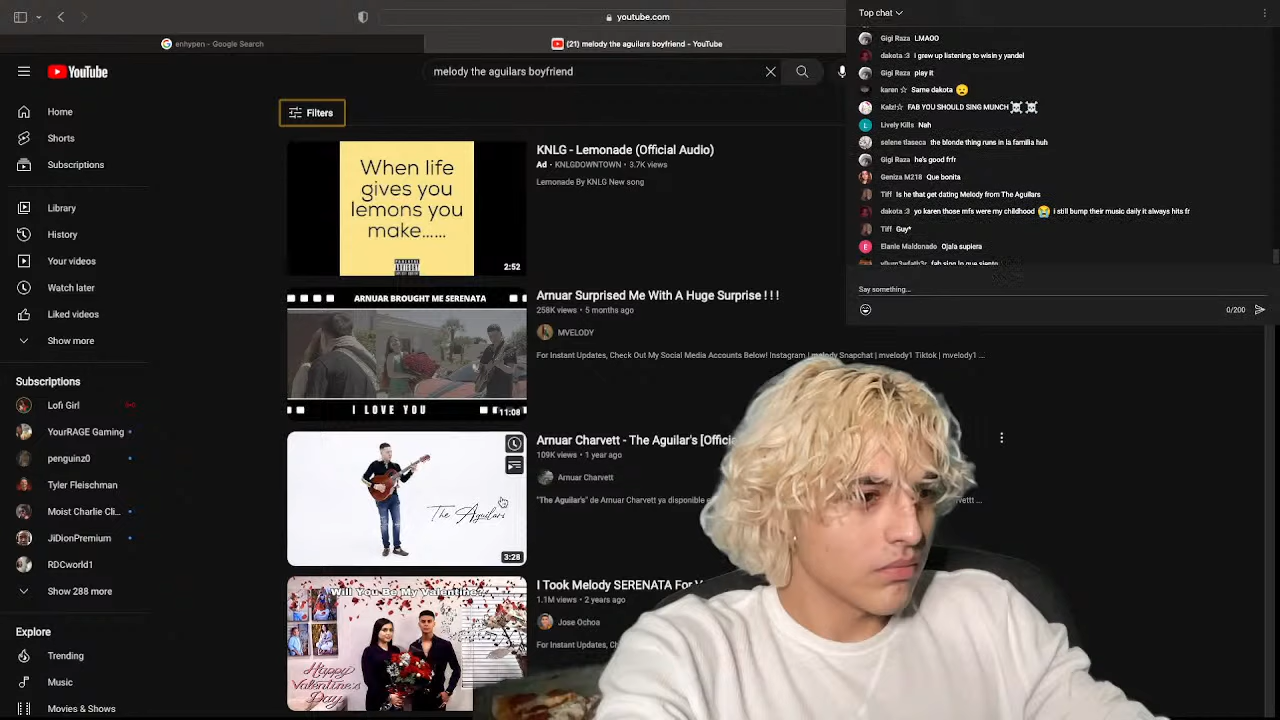 youtube.com
enhypen - Google Search
(21) melody the aguilars boyfriend - YouTube
YouTube
melody the aguilars boyfriend
Home
Shorts
Subscriptions
Library
History
Your videos
Watch later
Liked videos
Show more
Subscriptions
Lofi Girl
YourRAGE Gaming
penguinz0
Tyler Fleischman
Moist Charlie Cli...
JiDionPremium
RDCworld1
Show 288 more
Explore
Trending
Music
Movies & Shows
Filters
When life
gives you
lemons you
make......
2:52
KNLG - Lemonade (Official Audio)
Ad • KNLGDOWNTOWN • 3.7K views
Lemonade By KNLG New song
ARNUAR BROUGHT ME SERENATA
I LOVE YOU
11:08
Arnuar Surprised Me With A Huge Surprise ! ! !
258K views • 5 months ago
MVELODY
For Instant Updates, Check Out My Social Media Accounts Below! Instagram | melody Snapchat | mvelody1 Tiktok | mvelody1 ...
The Aguilars
3:28
Arnuar Charvett - The Aguilar's [Officia
109K views • 1 year ago
Arnuar Charvett
"The Aguilar's" de Arnuar Charvett ya disponible
Will You Be My Valentine?
Happy
Valentine's
Day
I Took Melody SERENATA For V
1.1M views • 2 years ago
Jose Ochoa
For Instant Updates, Ch
Top chat
Gigi Raza LMAOO
dakota :3 i grew up listening to wisin y yandel
Gigi Raza play it
karen ☆ Same dakota 😌
Kalz!☆ FAB YOU SHOULD SING MUNCH ☠️☠️
Lively Kills Nah
selene tlaseca the blonde thing runs in la familia huh
Gigi Raza he's good frfr
Geniza M218 Que bonita
Tiff Is he that get dating Melody from The Aguilars
dakota :3 yo karen those mfs were my childhood 😭 i still bump their music daily it always hits fr
Tiff Guy*
Elanie Maldonado Ojala supiera
fab sing lo que siento
Say something...
0/200